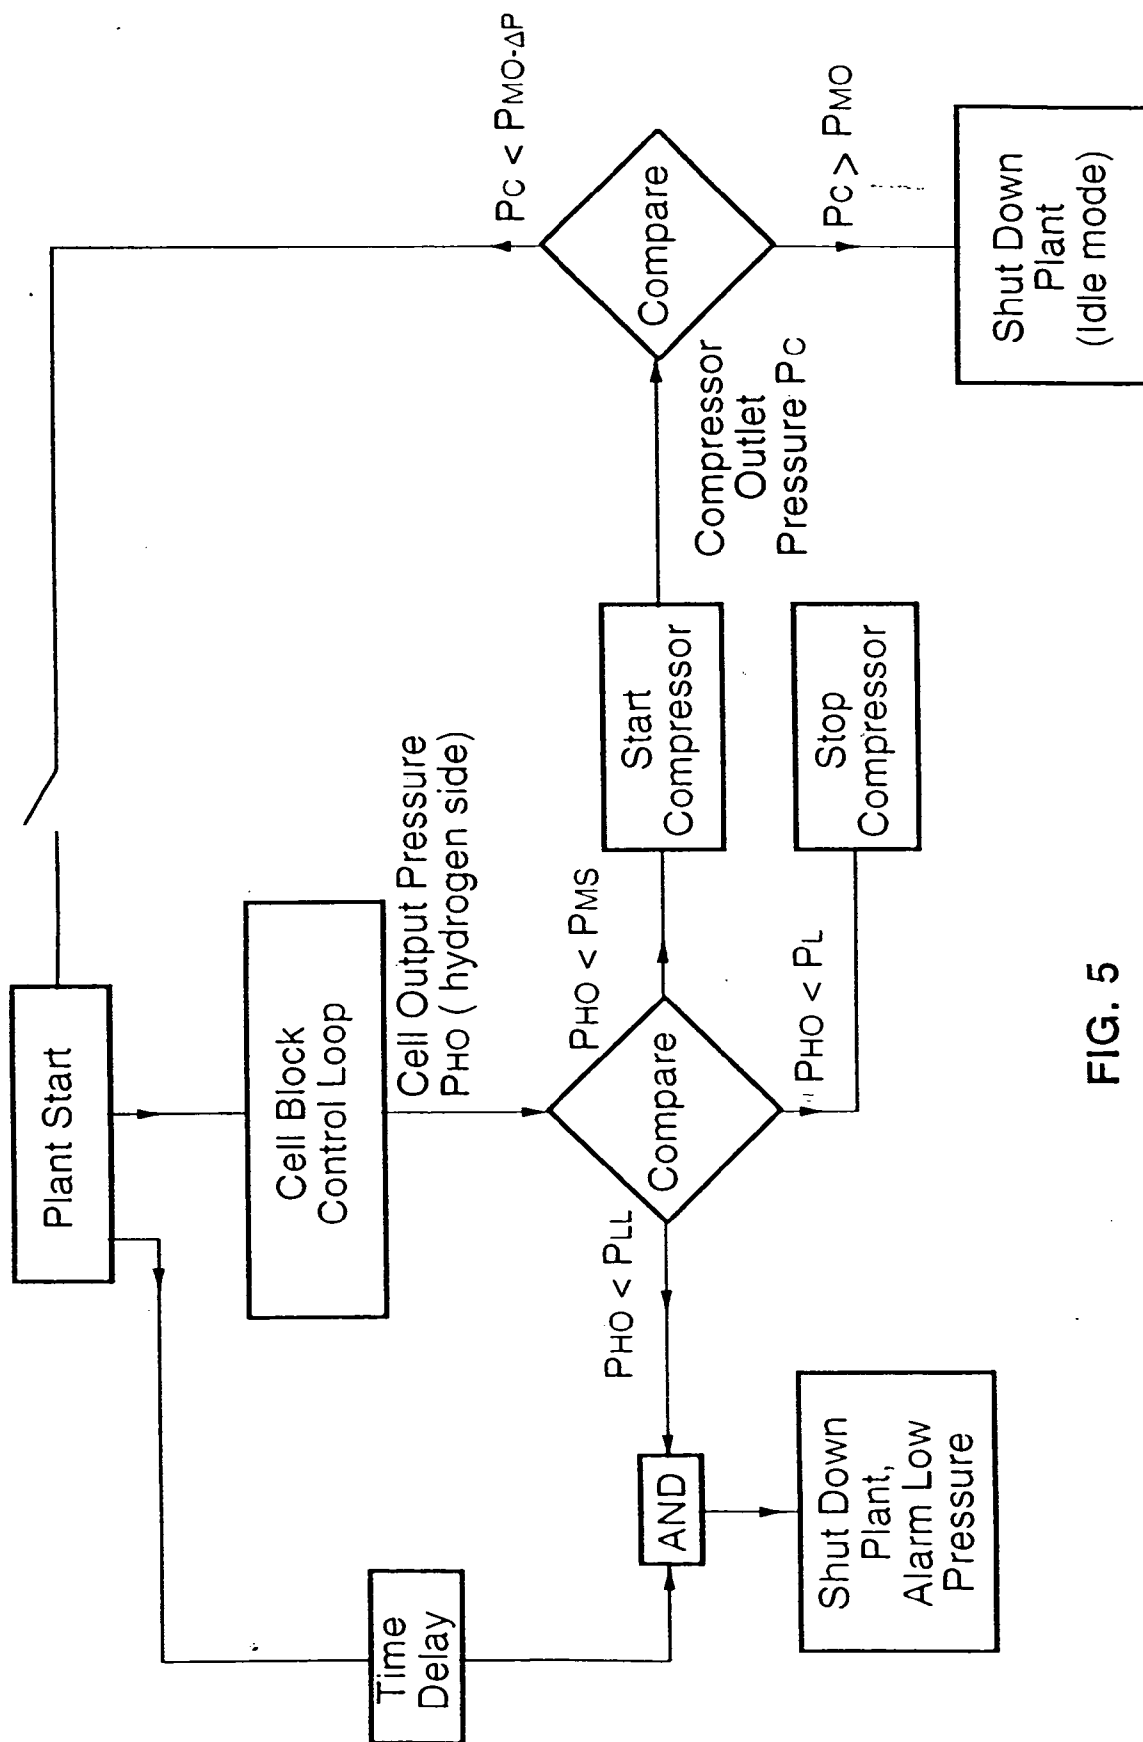 Plant Start
Cell Block
Control Loop
Cell Output Pressure
PHO ( hydrogen side)
Time
Delay
AND
PHO < PLL
Compare
PHO < PMS
PHO < PL
Start
Compressor
Stop
Compressor
Compressor
Outlet
Pressure PC
Compare
PC < PMO-ΔP
PC > PMO
Shut Down
Plant
(Idle mode)
Shut Down
Plant,
Alarm Low
Pressure
FIG. 5